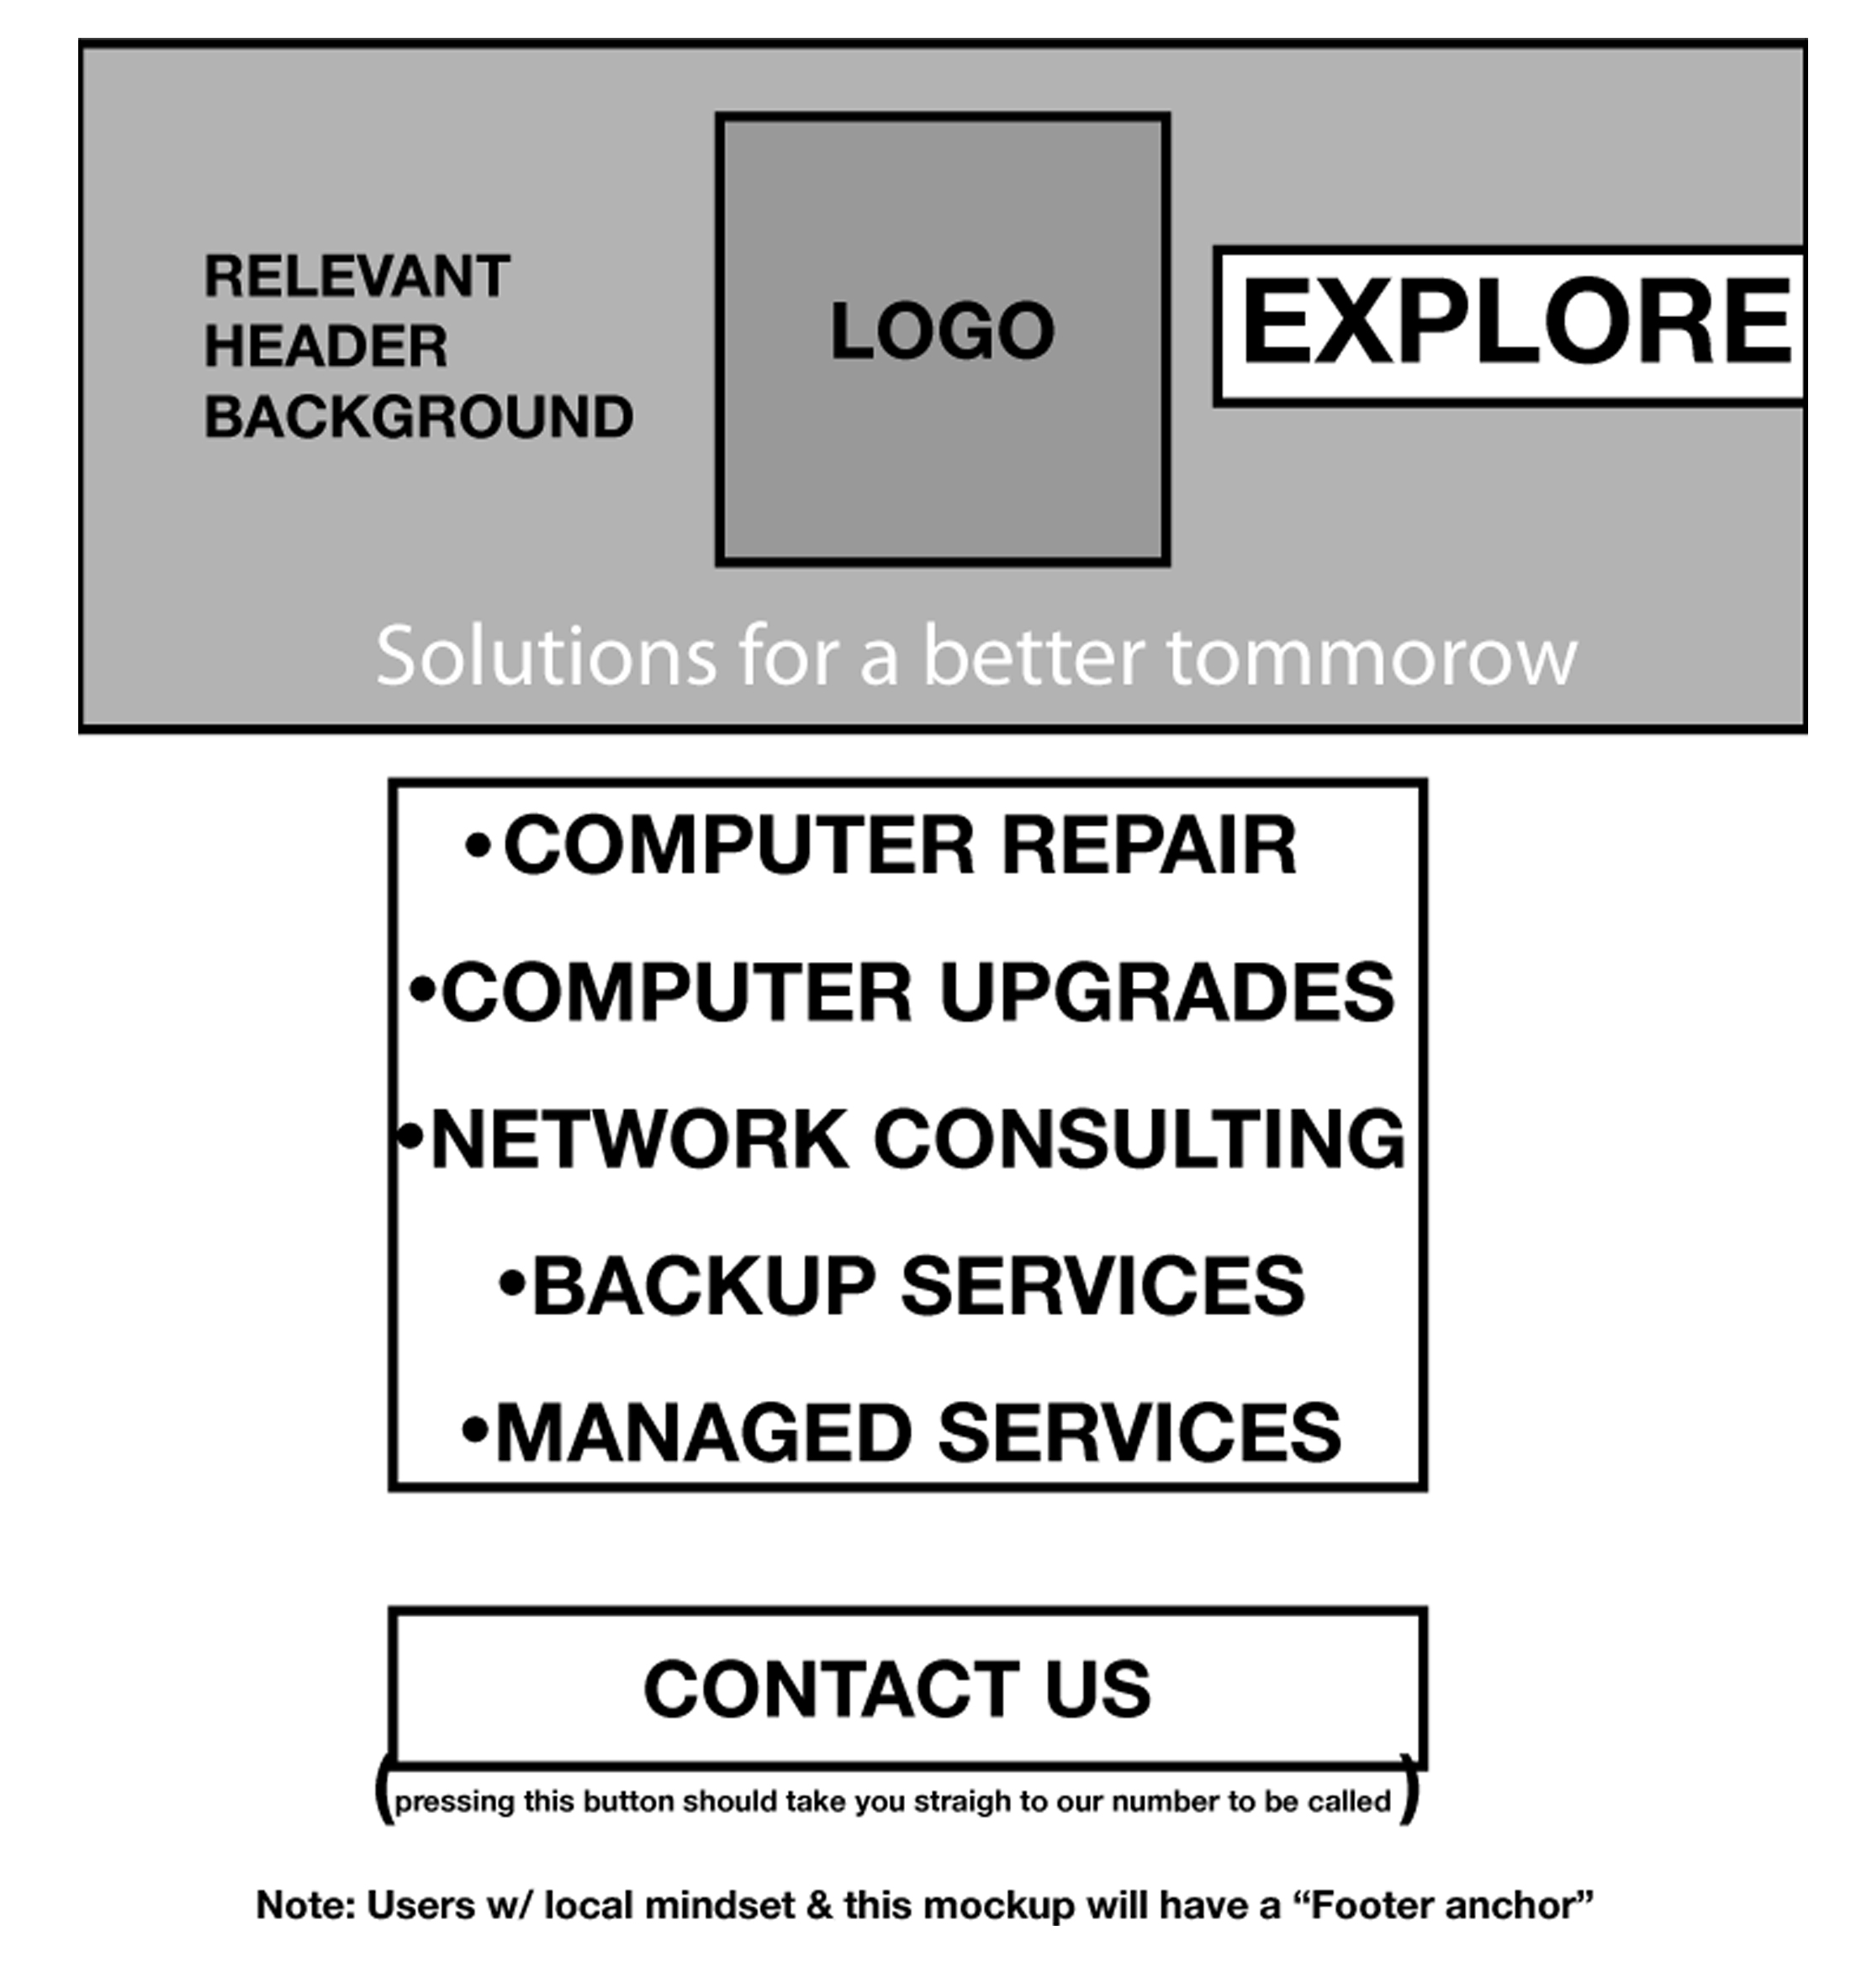 RELEVANT
HEADER
BACKGROUND
LOGO
EXPLORE
Solutions for a better tommorow
•COMPUTER REPAIR
•COMPUTER UPGRADES
•NETWORK CONSULTING
•BACKUP SERVICES
•MANAGED SERVICES
CONTACT US
(pressing this button should take you straigh to our number to be called)
Note: Users w/ local mindset & this mockup will have a “Footer anchor”